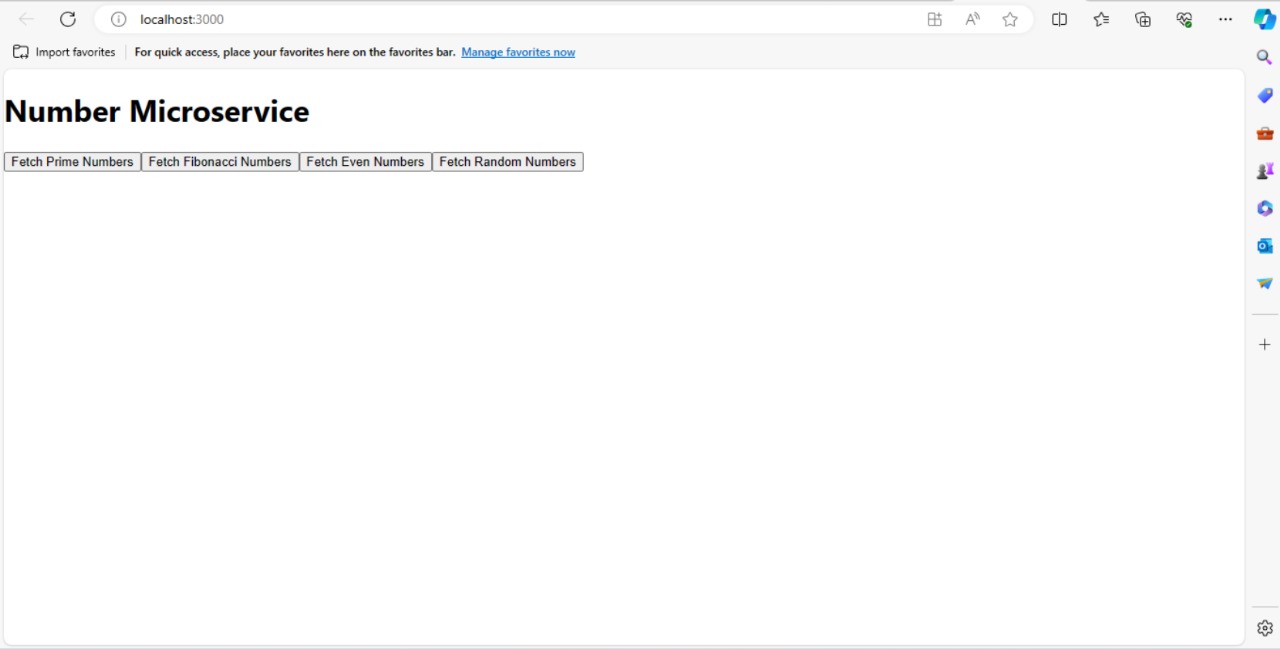 localhost:3000
Import favorites For quick access, place your favorites here on the favorites bar. Manage favorites now
Number Microservice
Fetch Prime Numbers Fetch Fibonacci Numbers Fetch Even Numbers Fetch Random Numbers